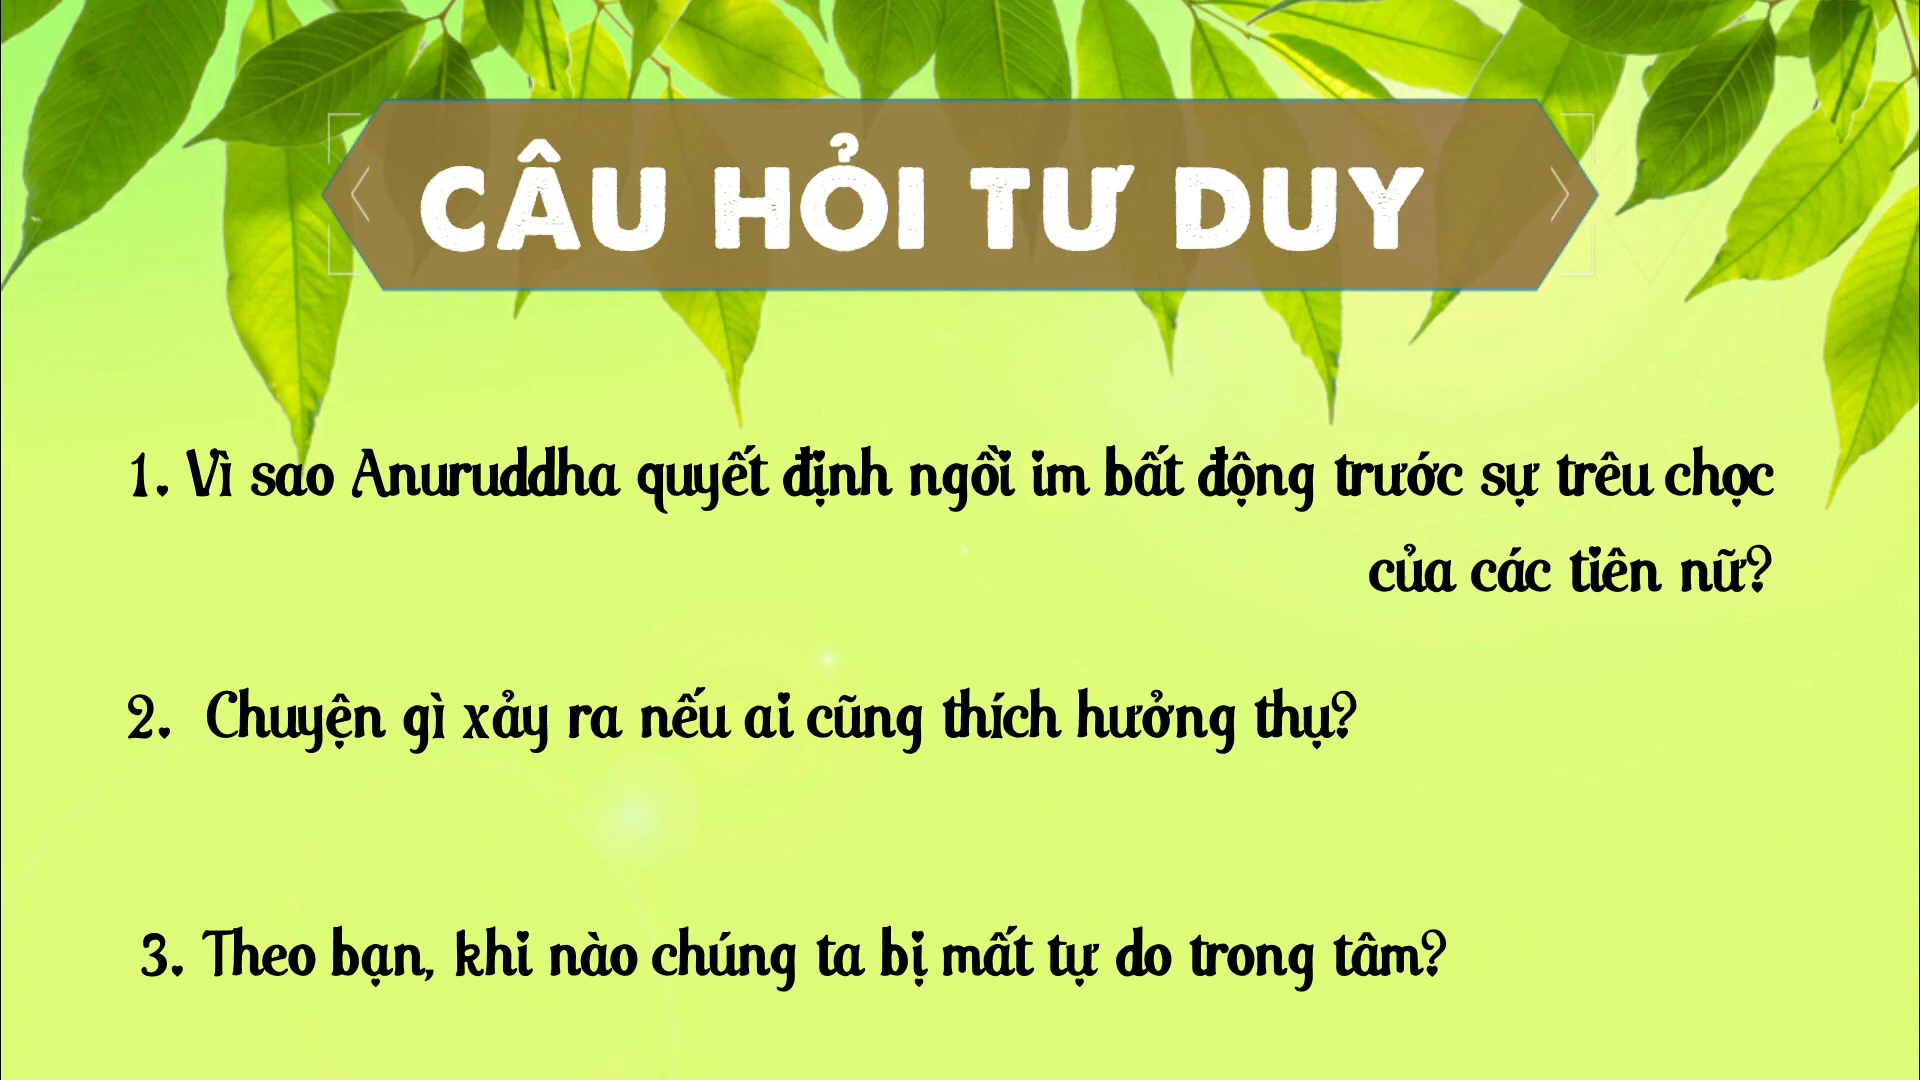 CÂU HỎI TƯ DUY
1. Vì sao Anuruddha quyết định ngồi im bất động trước sự trêu chọc
của các tiên nữ?
2. Chuyện gì xảy ra nếu ai cũng thích hưởng thụ?
3. Theo bạn, khi nào chúng ta bị mất tự do trong tâm?